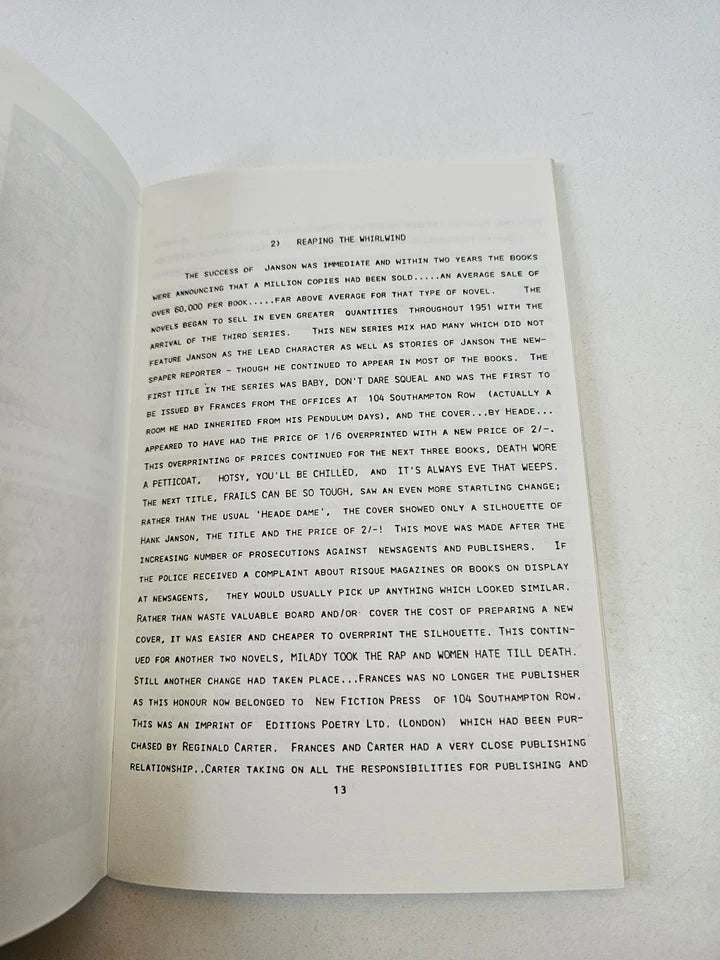 2) REAPING THE WHIRLWIND
THE SUCCESS OF JANSON WAS IMMEDIATE AND WITHIN TWO YEARS THE BOOKS
WERE ANNOUNCING THAT A MILLION COPIES HAD BEEN SOLD.....AN AVERAGE SALE OF
OVER 60,000 PER BOOK.....FAR ABOVE AVERAGE FOR THAT TYPE OF NOVEL. THE
NOVELS BEGAN TO SELL IN EVEN GREATER QUANTITIES THROUGHOUT 1951 WITH THE
ARRIVAL OF THE THIRD SERIES. THIS NEW SERIES MIX HAD MANY WHICH DID NOT
FEATURE JANSON AS THE LEAD CHARACTER AS WELL AS STORIES OF JANSON THE NEW-
SPAPER REPORTER - THOUGH HE CONTINUED TO APPEAR IN MOST OF THE BOOKS. THE
FIRST TITLE IN THE SERIES WAS BABY, DON'T DARE SQUEAL AND WAS THE FIRST TO
BE ISSUED BY FRANCES FROM THE OFFICES AT 104 SOUTHAMPTON ROW (ACTUALLY A
ROOM HE HAD INHERITED FROM HIS PENDULUM DAYS), AND THE COVER...BY HEADE...
APPEARED TO HAVE HAD THE PRICE OF 1/6 OVERPRINTED WITH A NEW PRICE OF 2/-.
THIS OVERPRINTING OF PRICES CONTINUED FOR THE NEXT THREE BOOKS, DEATH WORE
A PETTICOAT, HOTSY, YOU'LL BE CHILLED, AND IT'S ALWAYS EVE THAT WEEPS.
THE NEXT TITLE, FRAILS CAN BE SO TOUGH, SAW AN EVEN MORE STARTLING CHANGE;
RATHER THAN THE USUAL 'HEADE DAME', THE COVER SHOWED ONLY A SILHOUETTE OF
HANK JANSON, THE TITLE AND THE PRICE OF 2/-! THIS MOVE WAS MADE AFTER THE
INCREASING NUMBER OF PROSECUTIONS AGAINST NEWSAGENTS AND PUBLISHERS. IF
THE POLICE RECEIVED A COMPLAINT ABOUT RISQUE MAGAZINES OR BOOKS ON DISPLAY
AT NEWSAGENTS, THEY WOULD USUALLY PICK UP ANYTHING WHICH LOOKED SIMILAR.
RATHER THAN WASTE VALUABLE BOARD AND/OR COVER THE COST OF PREPARING A NEW
COVER, IT WAS EASIER AND CHEAPER TO OVERPRINT THE SILHOUETTE. THIS CONTIN-
UED FOR ANOTHER TWO NOVELS, MILADY TOOK THE RAP AND WOMEN HATE TILL DEATH.
STILL ANOTHER CHANGE HAD TAKEN PLACE...FRANCES WAS NO LONGER THE PUBLISHER
AS THIS HONOUR NOW BELONGED TO NEW FICTION PRESS OF 104 SOUTHAMPTON ROW.
THIS WAS AN IMPRINT OF EDITIONS POETRY LTD. (LONDON) WHICH HAD BEEN PUR-
CHASED BY REGINALD CARTER. FRANCES AND CARTER HAD A VERY CLOSE PUBLISHING
RELATIONSHIP..CARTER TAKING ON ALL THE RESPONSIBILITIES FOR PUBLISHING AND
13